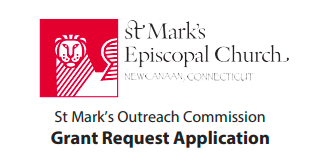 St Mark's
Episcopal Church
NEW CANAAN, CONNECTICUT
St Mark's Outreach Commission
Grant Request Application